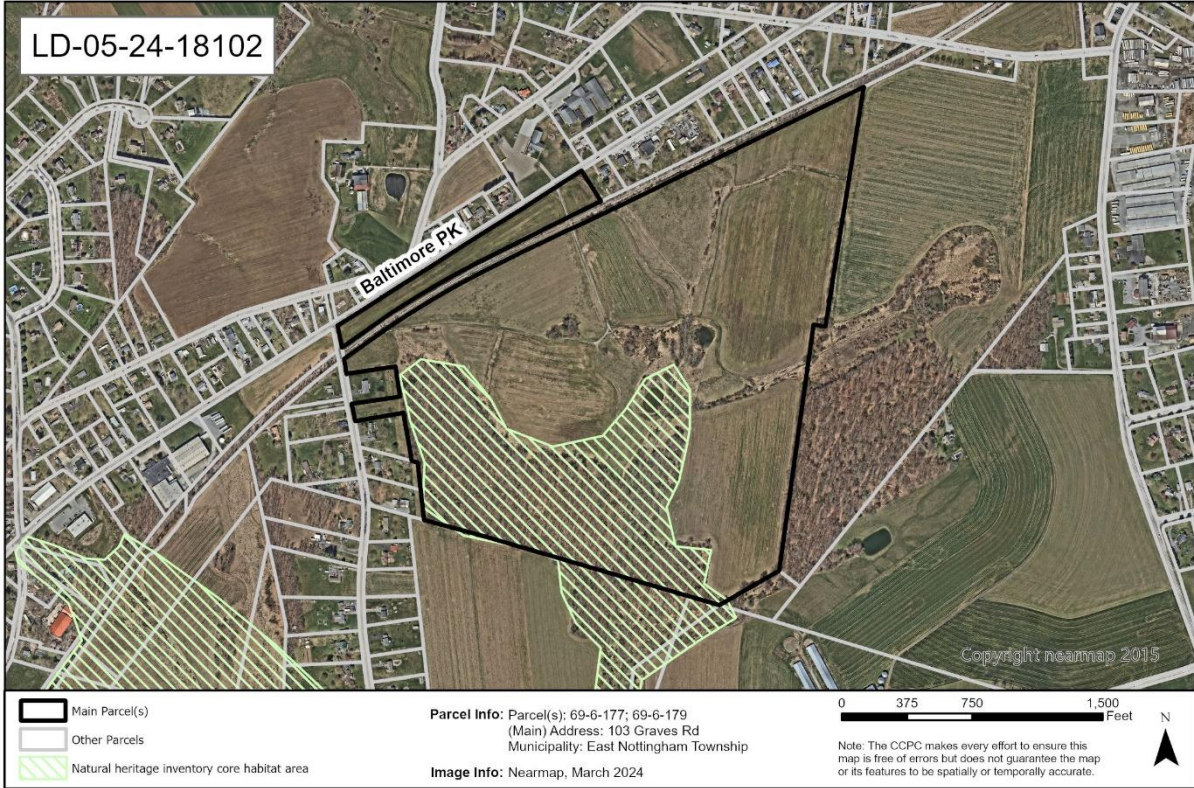 LD-05-24-18102
Baltimore PK
Copyright nearmap 2015
Main Parcel(s)
Other Parcels
Natural heritage inventory core habitat area
Parcel Info: Parcel(s): 69-6-177; 69-6-179
(Main) Address: 103 Graves Rd
Municipality: East Nottingham Township
Image Info: Nearmap, March 2024
0 375 750 1,500
Feet
N
Note: The CCPC makes every effort to ensure this
map is free of errors but does not guarantee the map
or its features to be spatially or temporally accurate.